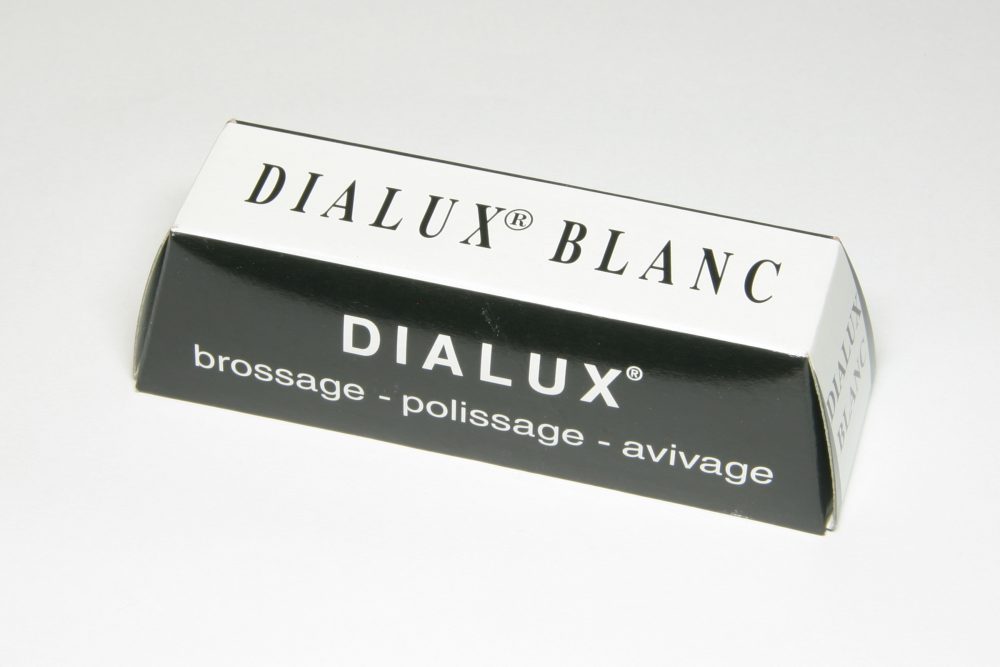 DIALUX® BLANC
DIALUX®
brossage - polissage - avivage
DIALUX
BLANC